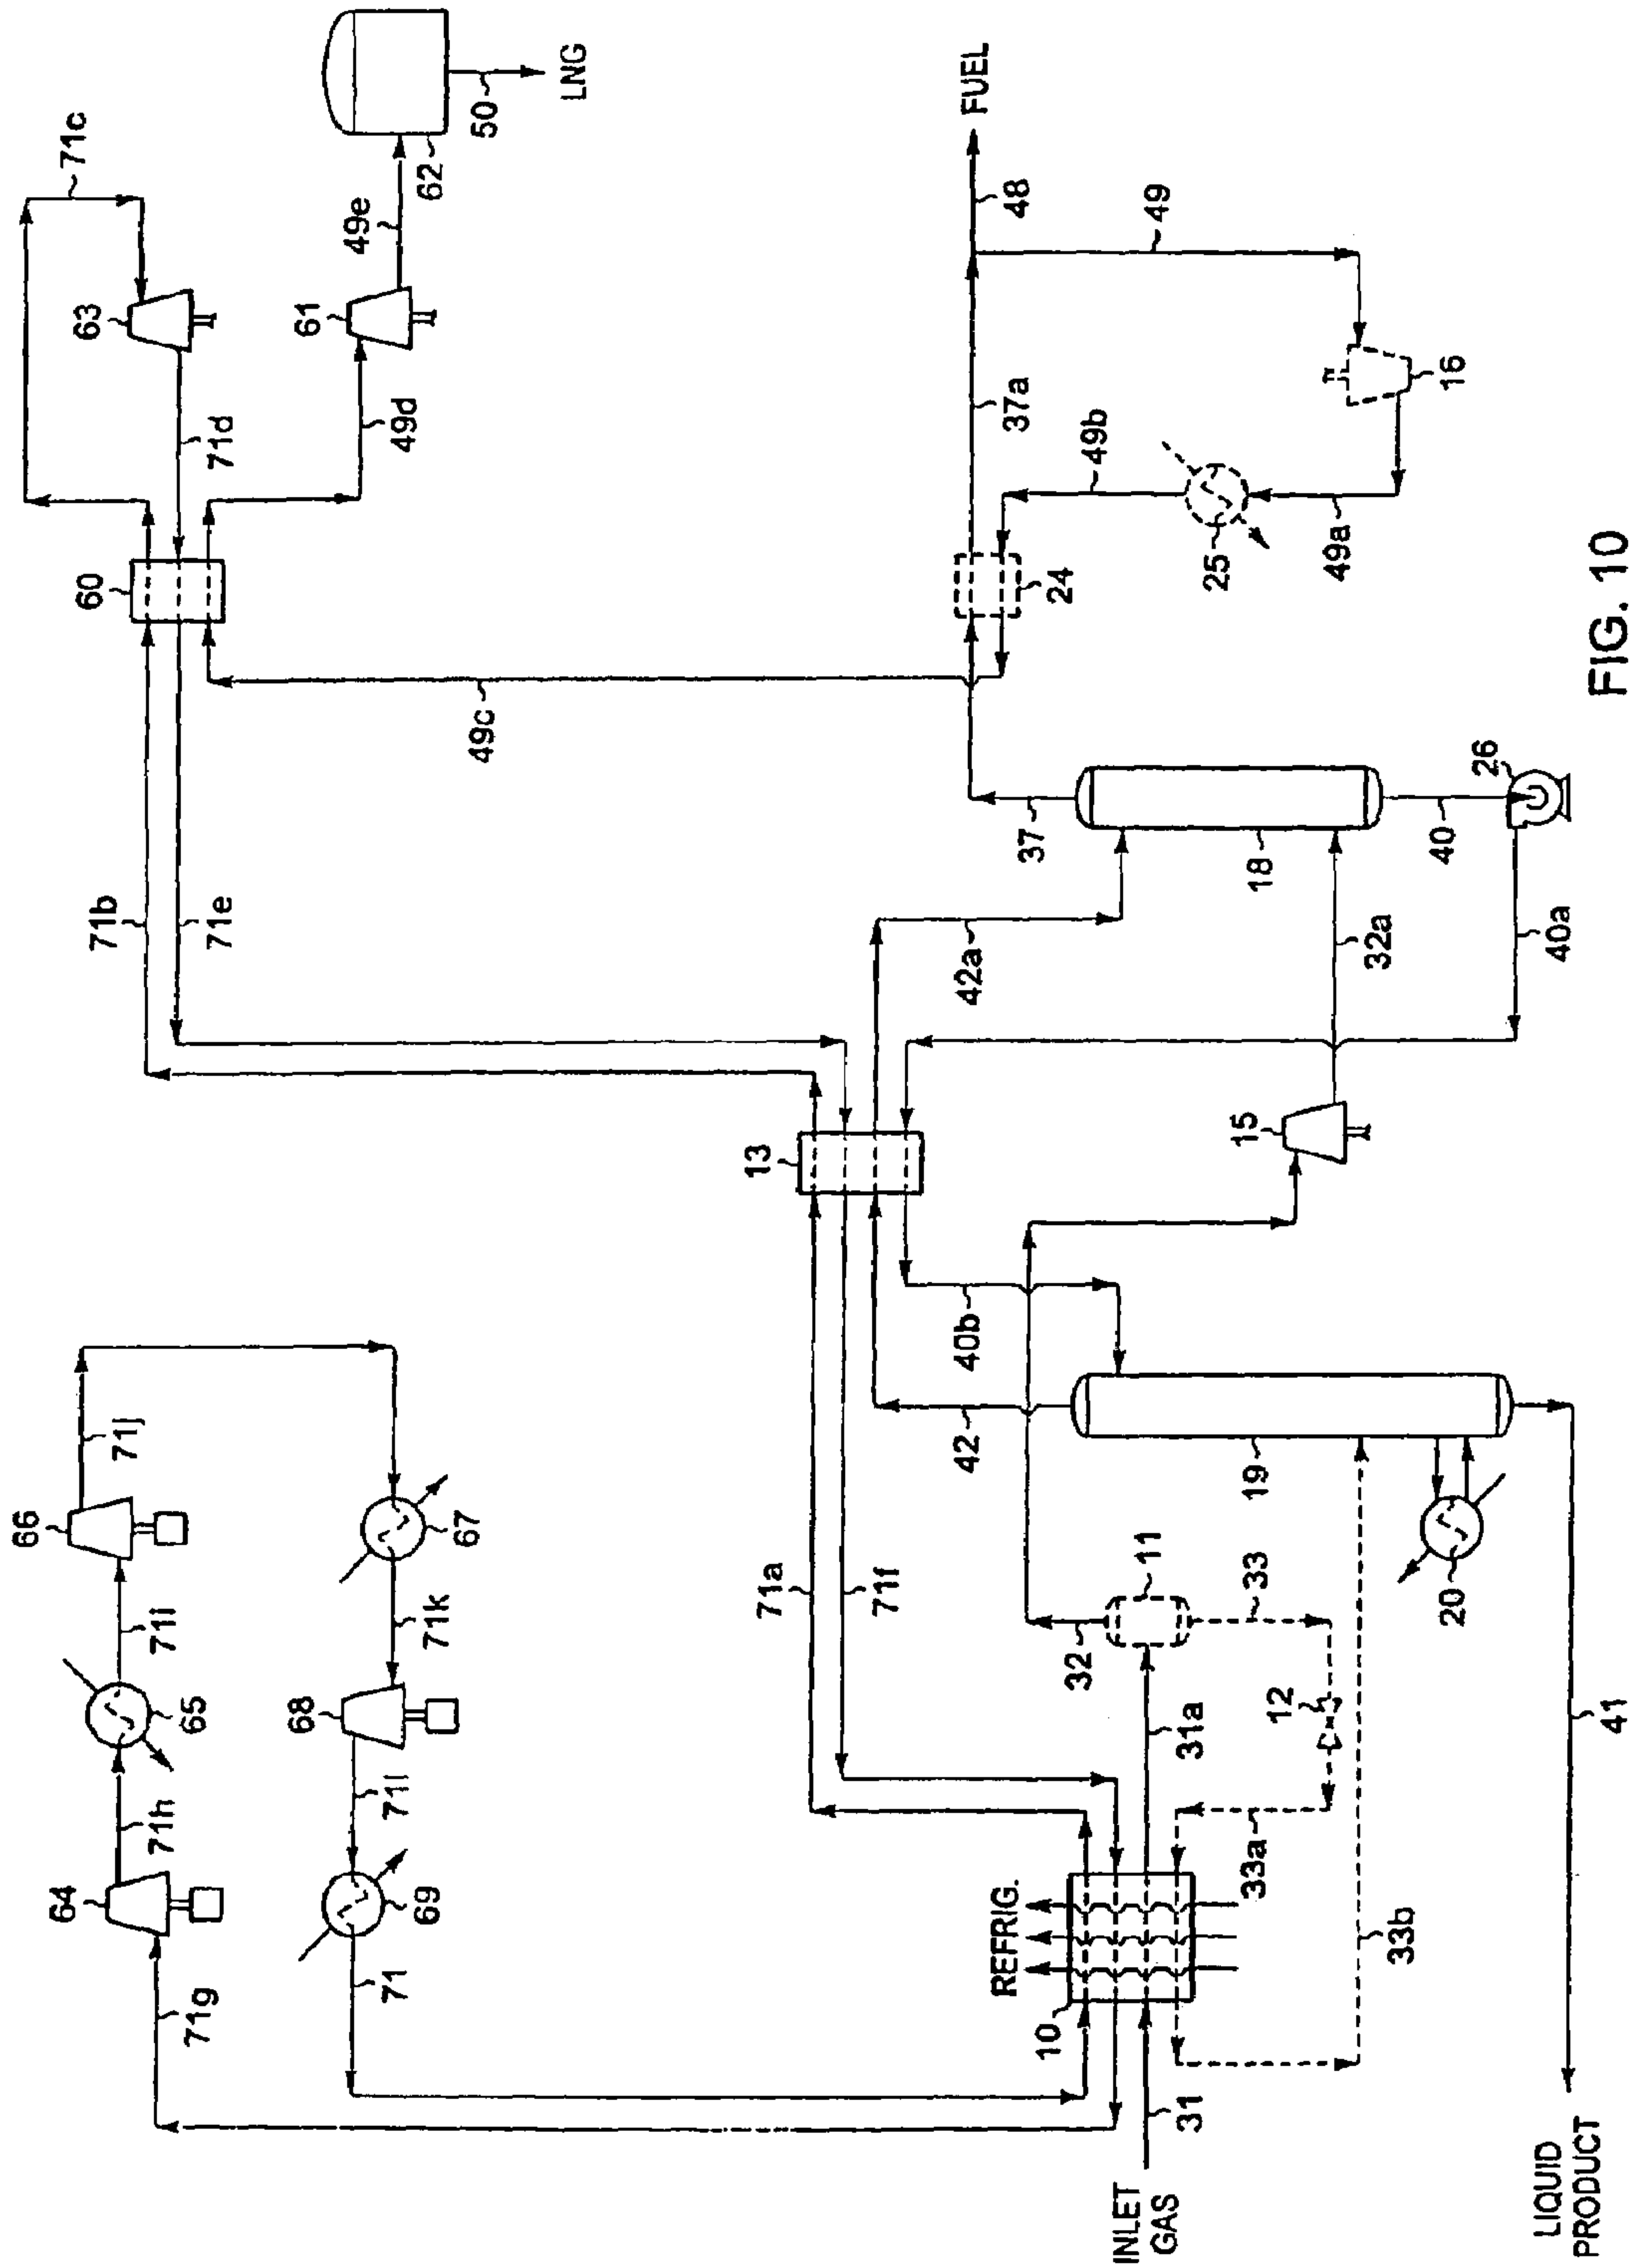 66
64
60
63
71c
71b
71g
71h
65
71i
71j
71e
71d
68
61
69
67
62
49e
71
71l
71k
49d
50
49c
LNG
13
71a
71f
42
42a
REFRIG.
37
37a
FUEL
10
40b
48
32
24
49b
INLET
GAS
31
31a
11
49
33a
12
33
19
15
18
25
33b
20
32a
49a
16
40
26
LIQUID
PRODUCT
41
40a
FIG. 10